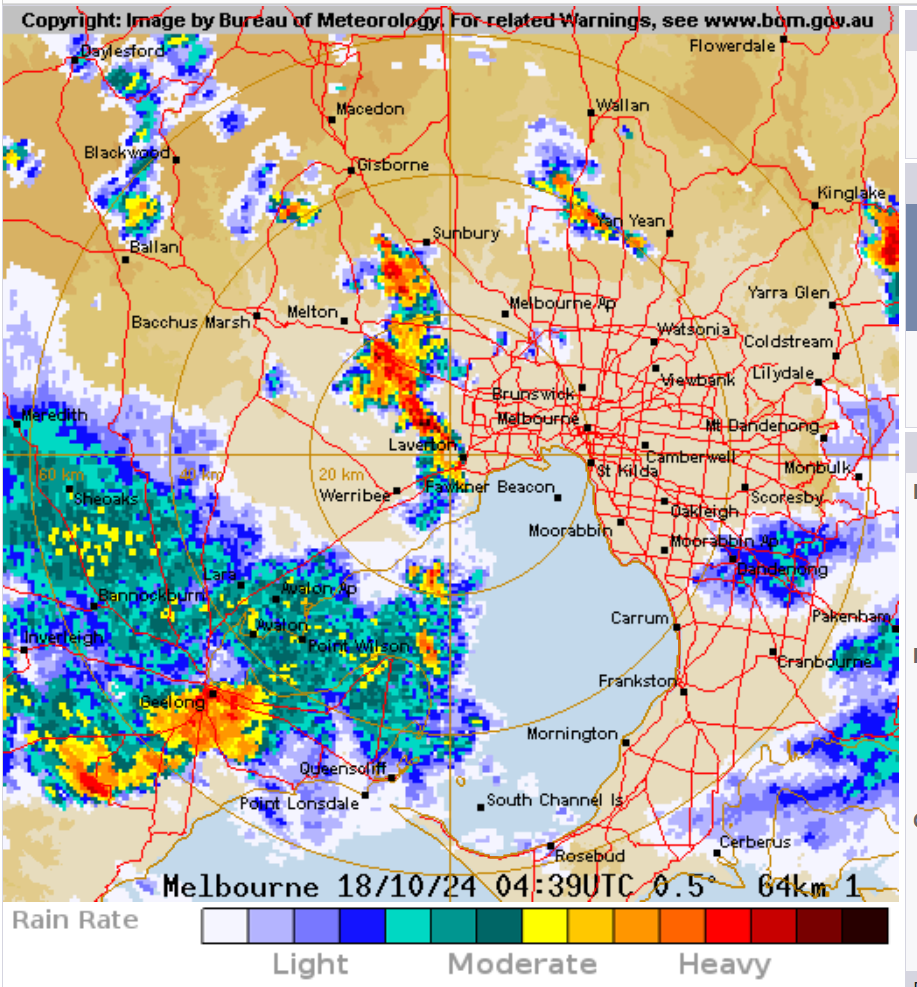 Copyright: Image by Bureau of Meteorology. For related Warnings, see www.bom.gov.au
Flowerdale
Daylesford
Macedon
Wallan
Blackwood
Gisborne
Kinglake
Yan Yean
Sunbury
Ballan
Yarra Glen
Melbourne Ap
Bacchus Marsh
Melton
Watsonia
Coldstream
Viewbank
Lilydale
Brunswick
Meredith
Melbourne
Mt Dandenong
Laverton
Camberwell
60 km
40 km
20 km
St Kilda
Monbulk
Sheoaks
Werribee
Fawkner Beacon
Scoresby
Oakleigh
Moorabbin
Moorabbin Ap
Dandenong
Lara
Avalon Ap
Bannockburn
Carrum
Pakenham
Avalon
Inverleigh
Point Wilson
Cranbourne
Frankston
Geelong
Mornington
Queenscliff
Point Lonsdale
South Channel Is
Cerberus
Rosebud
Melbourne 18/10/24 04:39UTC 0.5° 64km 1
Rain Rate
Light Moderate Heavy